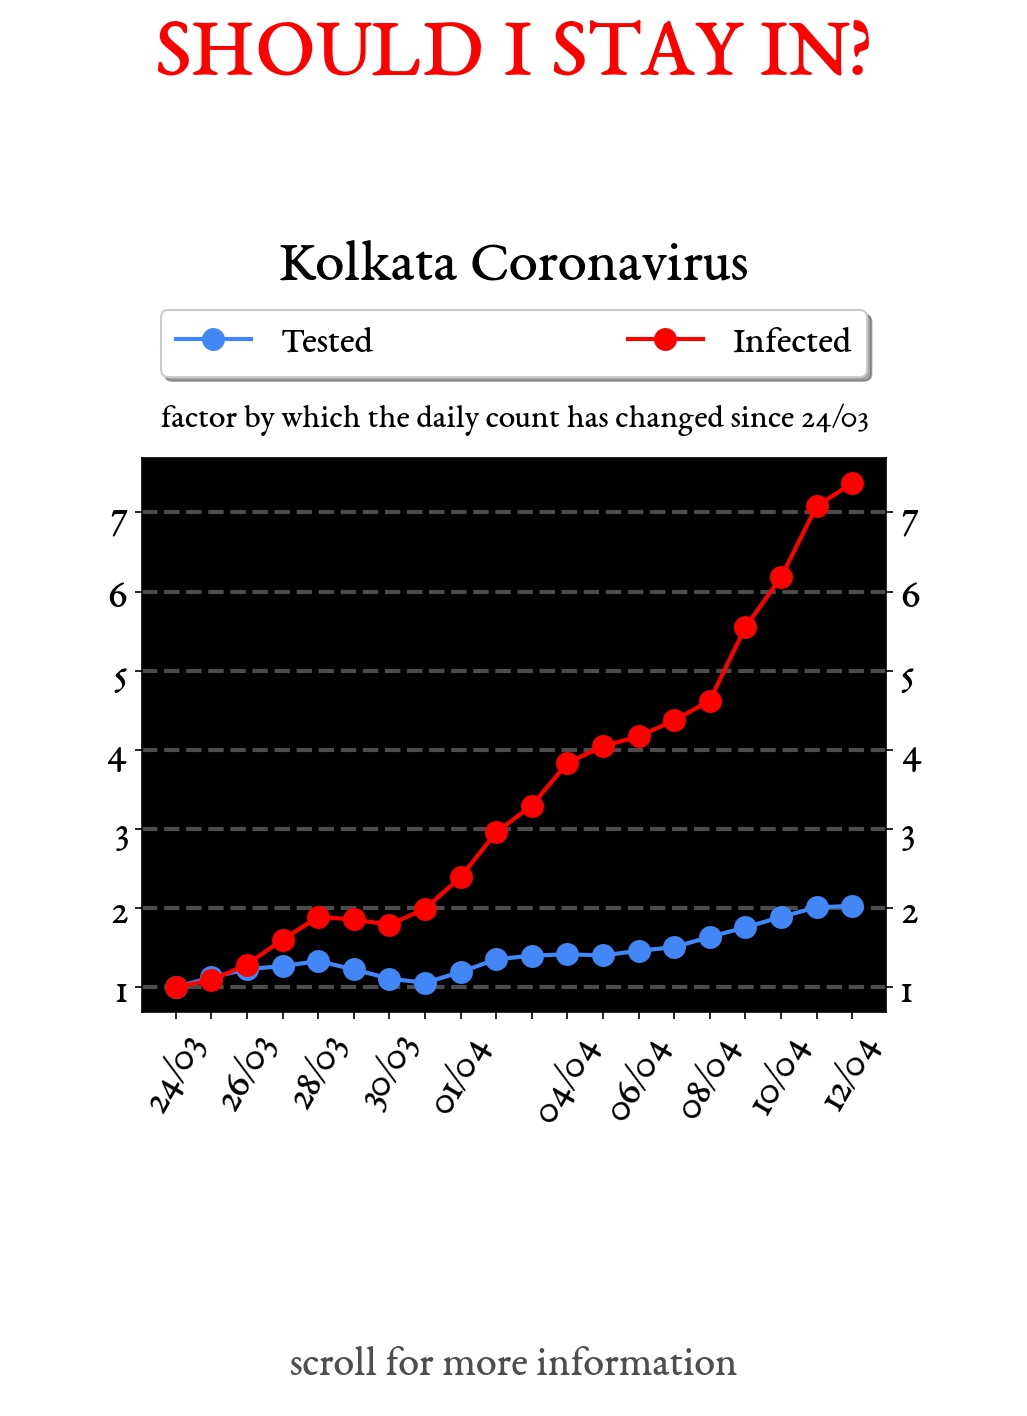 SHOULD I STAY IN?
Kolkata Coronavirus
Tested Infected
factor by which the daily count has changed since 24/03
7 7
6 6
5 5
4 4
3 3
2 2
1 1
24/03 26/03 28/03 30/03 01/04 04/04 06/04 08/04 10/04 12/04
scroll for more information